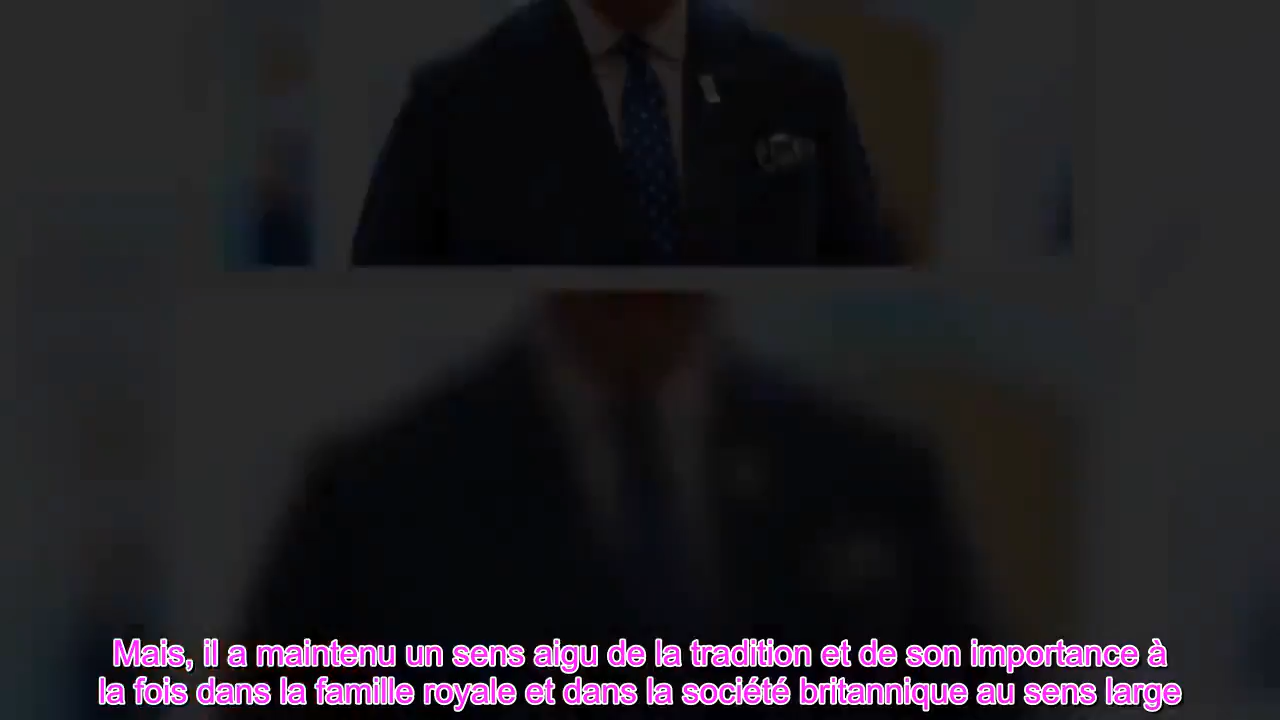 Mais, il a maintenu un sens aigu de la tradition et de son importance à
la fois dans la famille royale et dans la société britannique au sens large